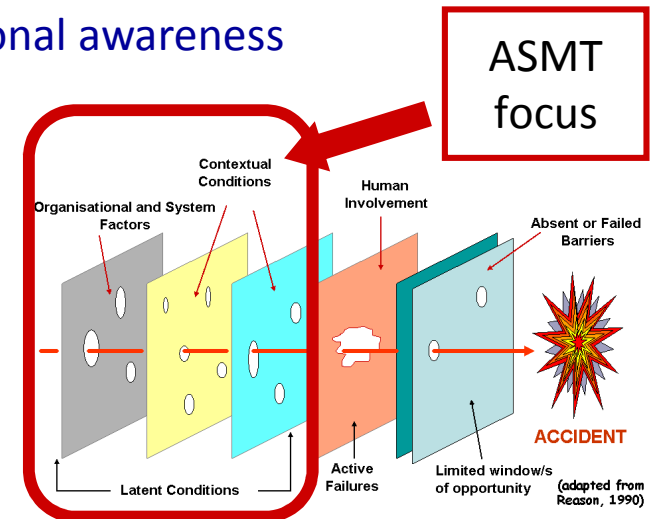 onal awareness
ASMT
focus
Contextual
Conditions
Organisational and System
Factors
Human
Involvement
Absent or Failed
Barriers
ACCIDENT
Latent Conditions
Active
Failures
Limited window/s
of opportunity
(adapted from
Reason, 1990)